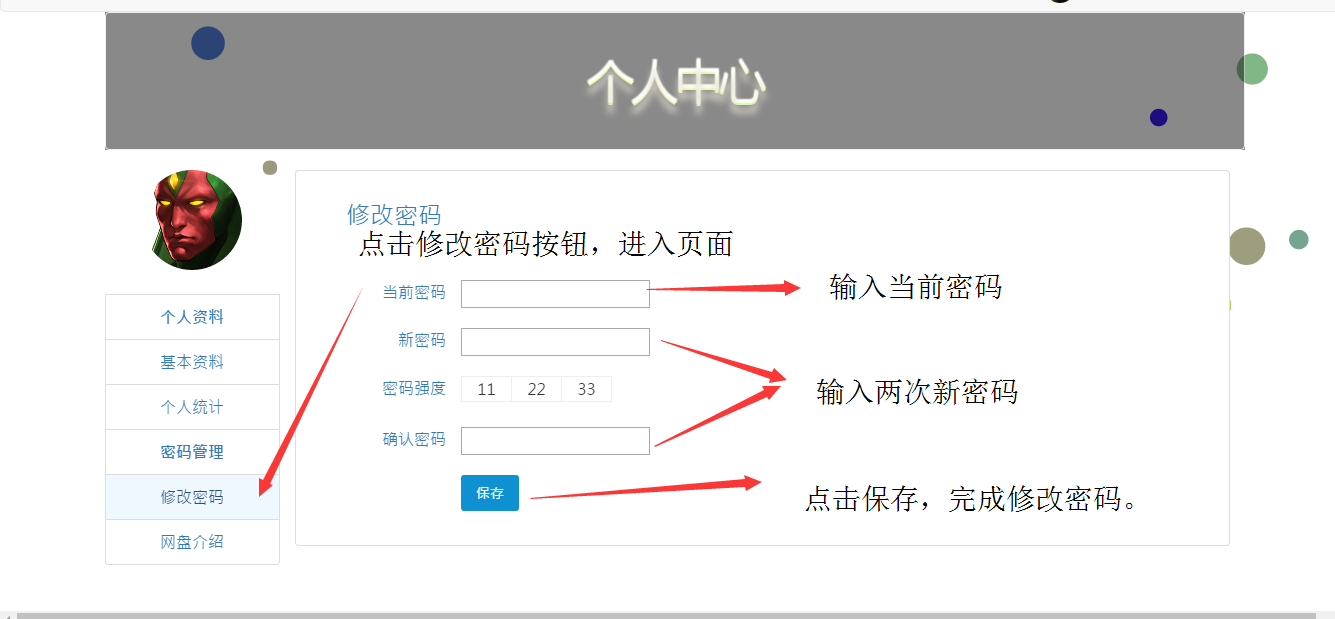 个人中心
修改密码
点击修改密码按钮，进入页面
当前密码
输入当前密码
个人资料
新密码
基本资料
密码强度 11 22 33
输入两次新密码
个人统计
确认密码
密码管理
修改密码
保存
点击保存，完成修改密码。
网盘介绍